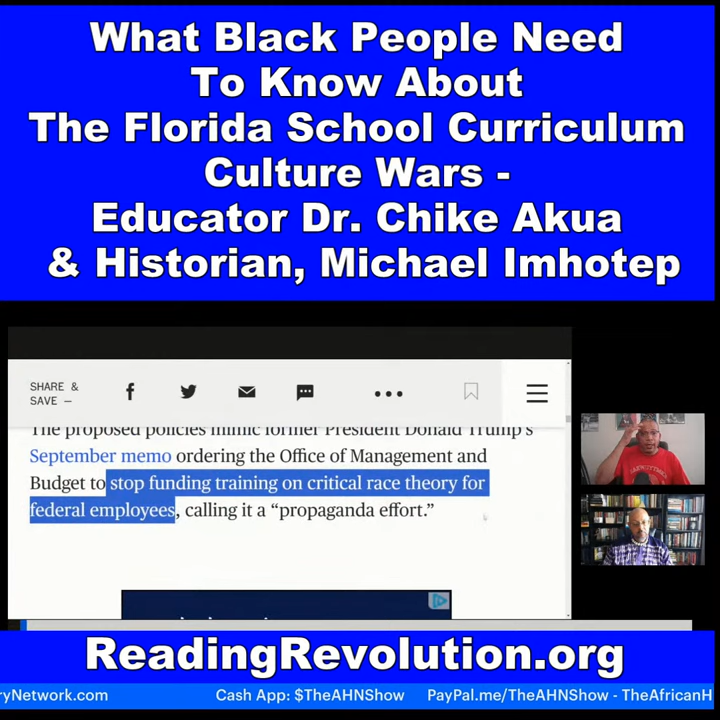 What Black People Need
To Know About
The Florida School Curriculum
Culture Wars -
Educator Dr. Chike Akua
& Historian, Michael Imhotep
SHARE &
SAVE —
The proposed policies mimic former President Donald Trump's
September memo ordering the Office of Management and
Budget to stop funding training on critical race theory for
federal employees, calling it a “propaganda effort.”
ReadingRevolution.org
ryNetwork.com Cash App: $TheAHNShow PayPal.me/TheAHNShow - TheAfricanH